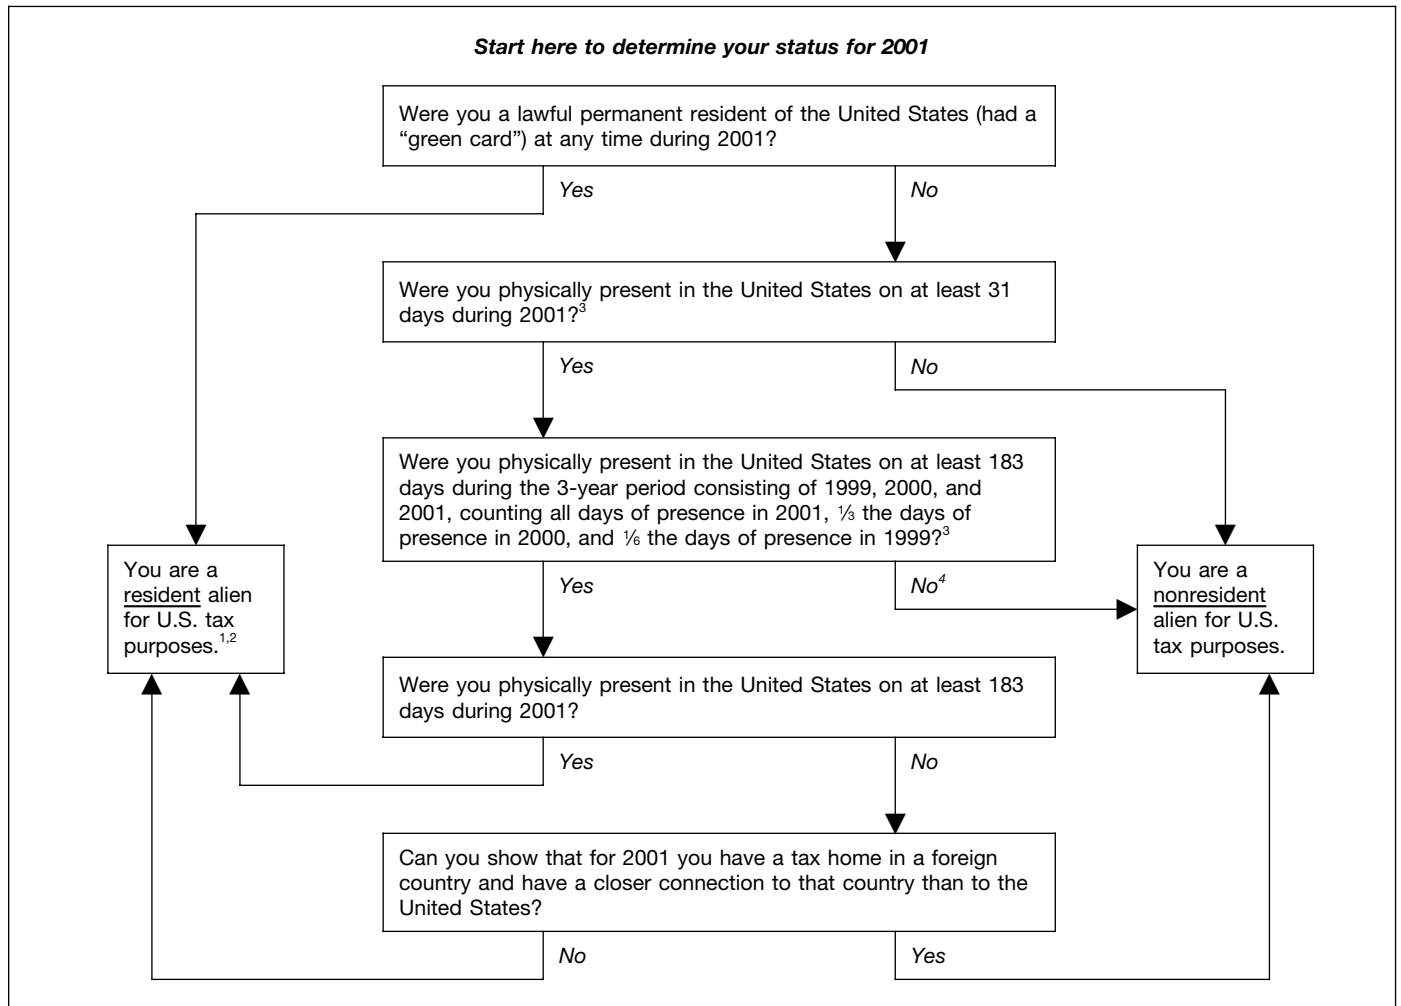 Start here to determine your status for 2001
Were you a lawful permanent resident of the United States (had a
“green card”) at any time during 2001?
Yes
No
Were you physically present in the United States on at least 31
days during 2001?³
Yes
No
Were you physically present in the United States on at least 183
days during the 3-year period consisting of 1999, 2000, and
2001, counting all days of presence in 2001, ⅓ the days of
presence in 2000, and ⅙ the days of presence in 1999?³
Yes
No⁴
You are a
resident alien
for U.S. tax
purposes.¹,²
You are a
nonresident
alien for U.S.
tax purposes.
Were you physically present in the United States on at least 183
days during 2001?
Yes
No
Can you show that for 2001 you have a tax home in a foreign
country and have a closer connection to that country than to the
United States?
No
Yes